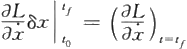 ∂L/∂ẋ δx |_{t_0}^{t_f} = (∂L/∂ẋ)_{t=t_f}